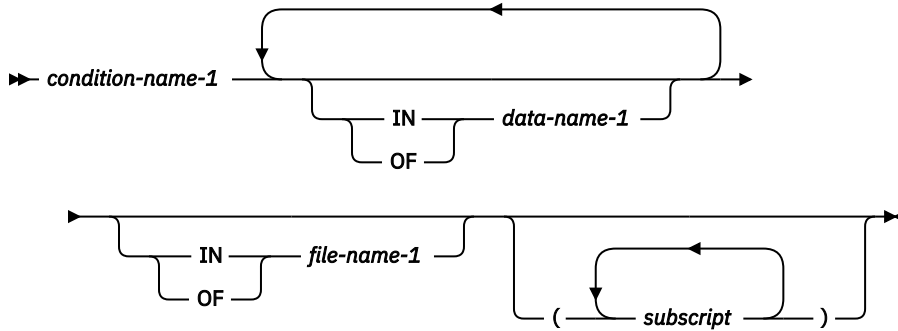 condition-name-1
IN data-name-1
OF
IN file-name-1
OF
( subscript )